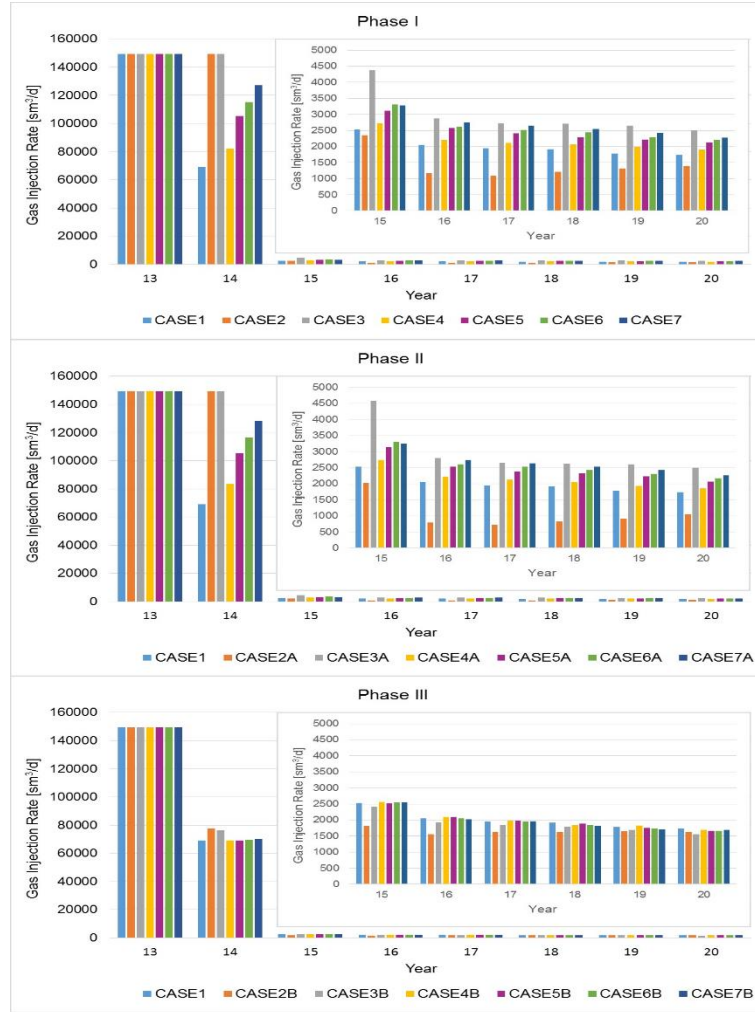 Phase I
Gas Injection Rate [sm³/d]
160000
140000
120000
100000
80000
60000
40000
20000
0
Gas Injection Rate [sm³/d]
5000
4500
4000
3500
3000
2500
2000
1500
1000
500
0
15 16 17 18 19 20
Year
13 14 15 16 17 18 19 20
Year
CASE1 CASE2 CASE3 CASE4 CASE5 CASE6 CASE7
Phase II
Gas Injection Rate [sm³/d]
160000
140000
120000
100000
80000
60000
40000
20000
0
Gas Injection Rate [sm³/d]
5000
4500
4000
3500
3000
2500
2000
1500
1000
500
0
15 16 17 18 19 20
Year
13 14 15 16 17 18 19 20
Year
CASE1 CASE2A CASE3A CASE4A CASE5A CASE6A CASE7A
Phase III
Gas Injection Rate [sm³/d]
160000
140000
120000
100000
80000
60000
40000
20000
0
Gas Injection Rate [sm³/d]
5000
4500
4000
3500
3000
2500
2000
1500
1000
500
0
15 16 17 18 19 20
Year
13 14 15 16 17 18 19 20
Year
CASE1 CASE2B CASE3B CASE4B CASE5B CASE6B CASE7B